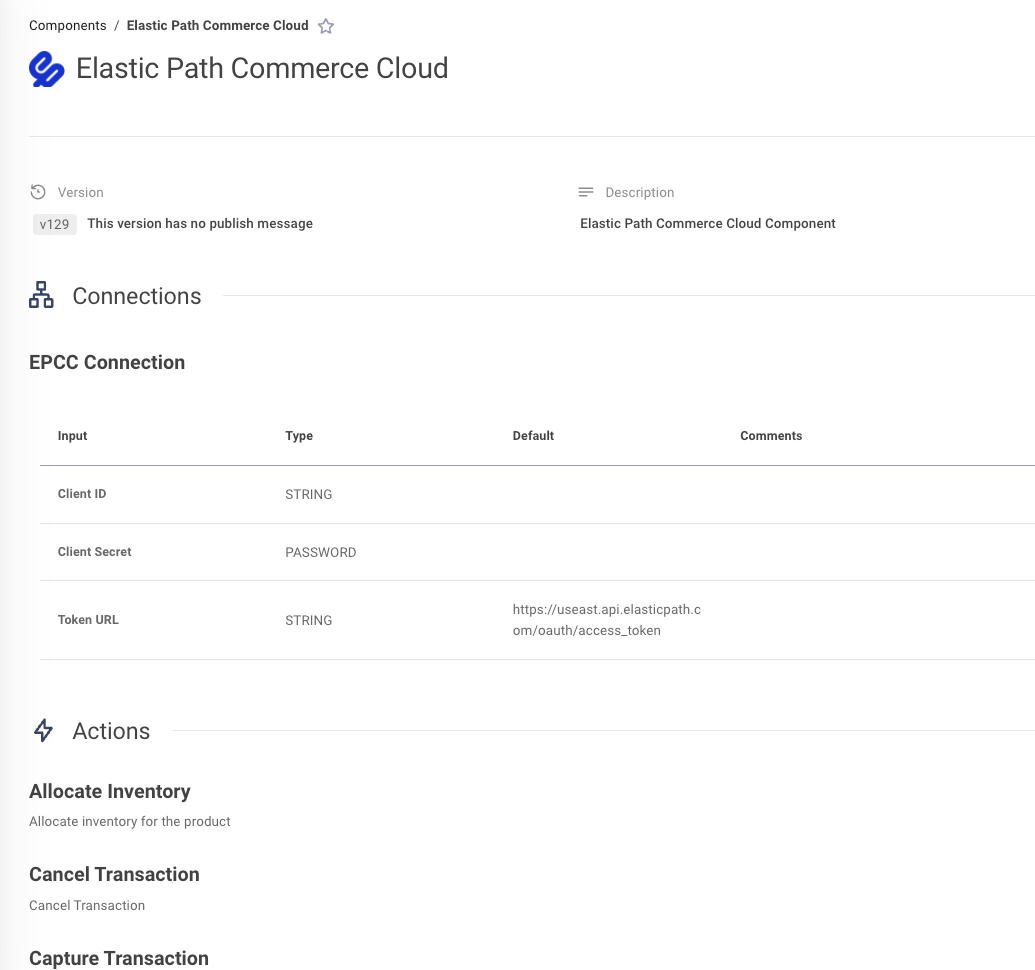 Components / Elastic Path Commerce Cloud
Elastic Path Commerce Cloud
Version
Description
v129 This version has no publish message
Elastic Path Commerce Cloud Component
Connections
EPCC Connection
Input Type Default Comments
Client ID STRING
Client Secret PASSWORD
Token URL STRING https://useast.api.elasticpath.c
om/oauth/access_token
Actions
Allocate Inventory
Allocate inventory for the product
Cancel Transaction
Cancel Transaction
Capture Transaction